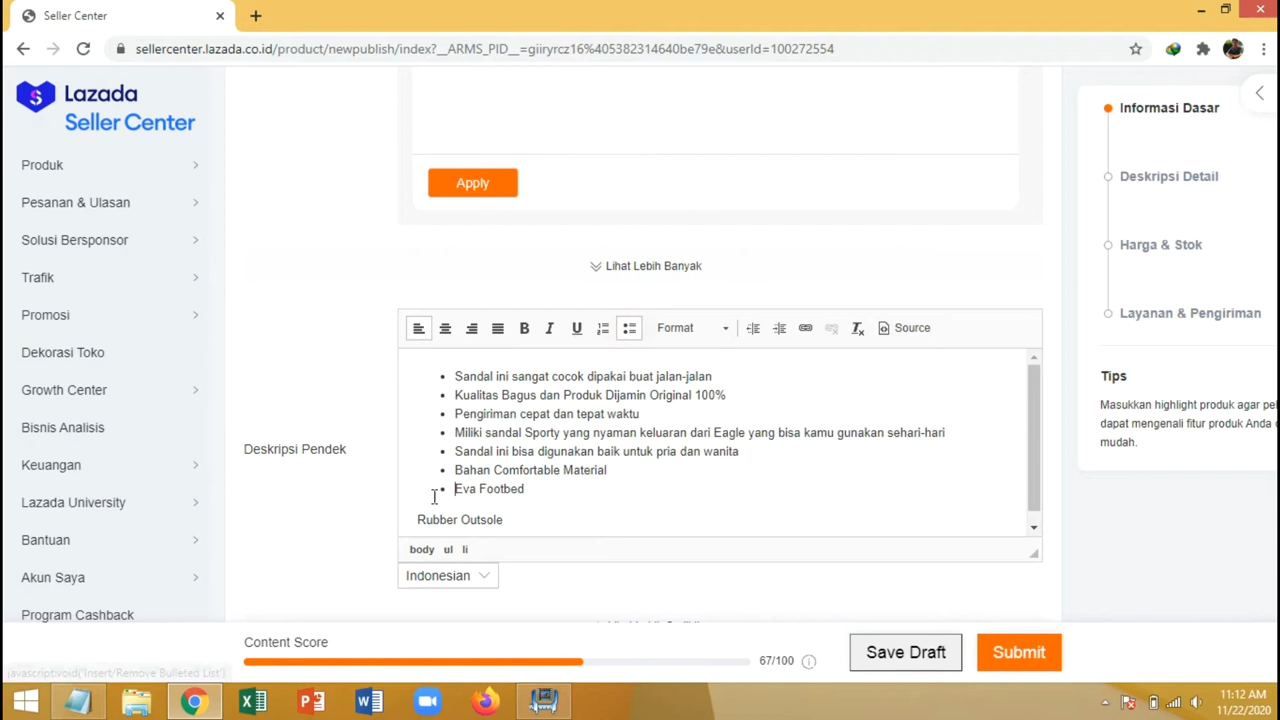 Seller Center
sellercenter.lazada.co.id/product/newpublish/index?__ARMS_PID__=giiryrcz16%405382314640be79e&userId=100272554
Lazada
Seller Center
Produk
Pesanan & Ulasan
Solusi Bersponsor
Trafik
Promosi
Dekorasi Toko
Growth Center
Bisnis Analisis
Keuangan
Lazada University
Bantuan
Akun Saya
Program Cashback
Apply
Lihat Lebih Banyak
Format
Source
Deskripsi Pendek
Sandal ini sangat cocok dipakai buat jalan-jalan
Kualitas Bagus dan Produk Dijamin Original 100%
Pengiriman cepat dan tepat waktu
Miliki sandal Sporty yang nyaman keluaran dari Eagle yang bisa kamu gunakan sehari-hari
Sandal ini bisa digunakan baik untuk pria dan wanita
Bahan Comfortable Material
Eva Footbed
Rubber Outsole
body ul li
Indonesian
Informasi Dasar
Deskripsi Detail
Harga & Stok
Layanan & Pengiriman
Tips
Masukkan highlight produk agar pel
dapat mengenali fitur produk Anda
mudah.
Content Score
67/100
Save Draft
Submit
javascript:void('Insert/Remove Bulleted List')
11:12 AM
11/22/2020